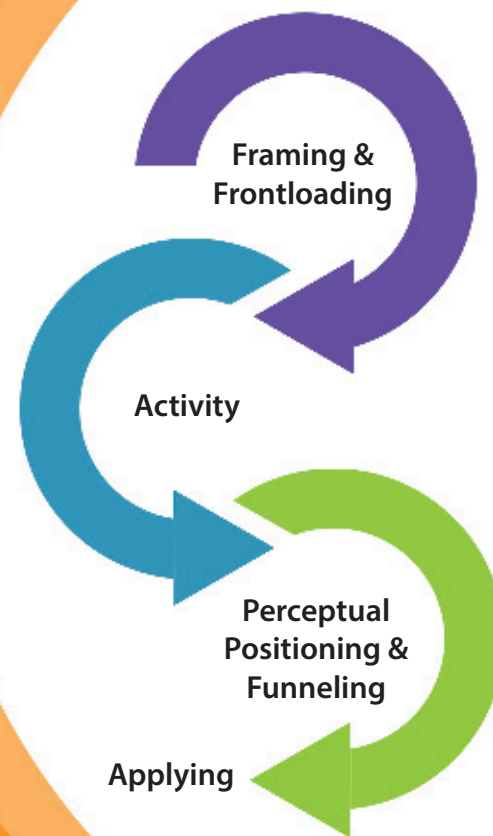 Framing &
Frontloading
Activity
Perceptual
Positioning &
Funneling
Applying